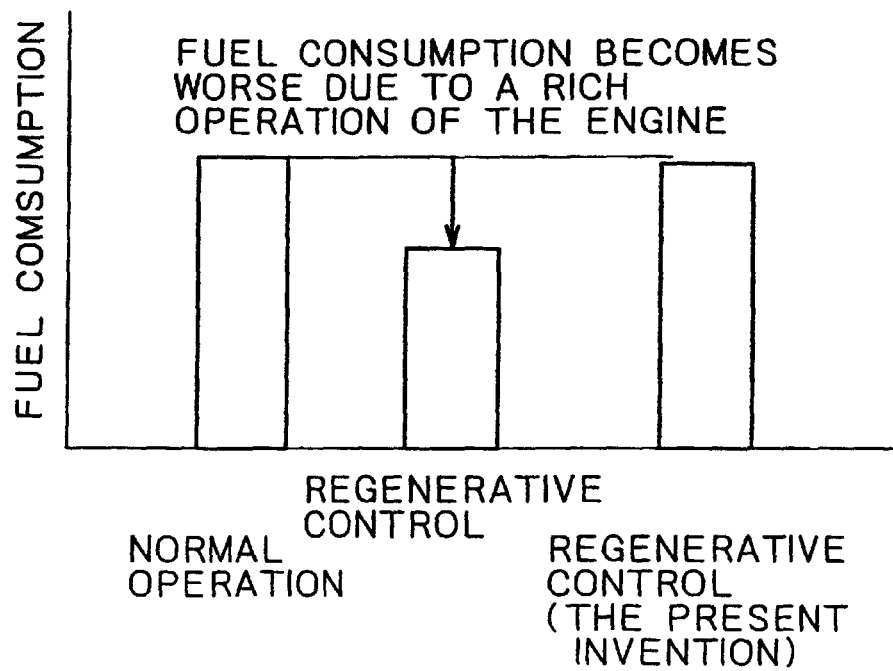 FUEL COMSUMPTION
FUEL CONSUMPTION BECOMES
WORSE DUE TO A RICH
OPERATION OF THE ENGINE
NORMAL
OPERATION
REGENERATIVE
CONTROL
REGENERATIVE
CONTROL
(THE PRESENT
INVENTION)